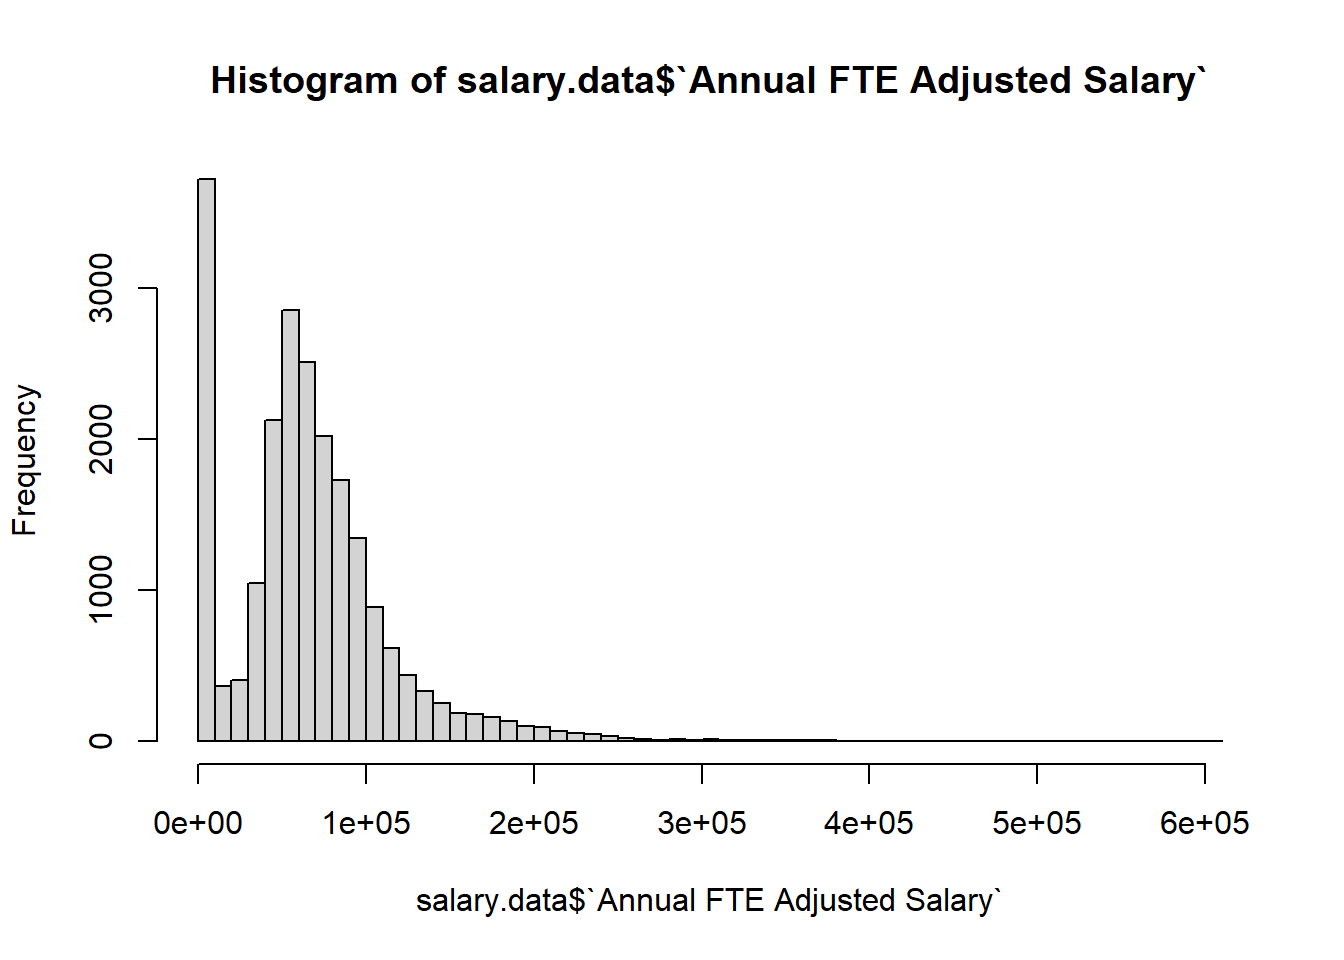 Histogram of salary.data$`Annual FTE Adjusted Salary`
3000
2000
1000
0
Frequency
0e+00 1e+05 2e+05 3e+05 4e+05 5e+05 6e+05
salary.data$`Annual FTE Adjusted Salary`